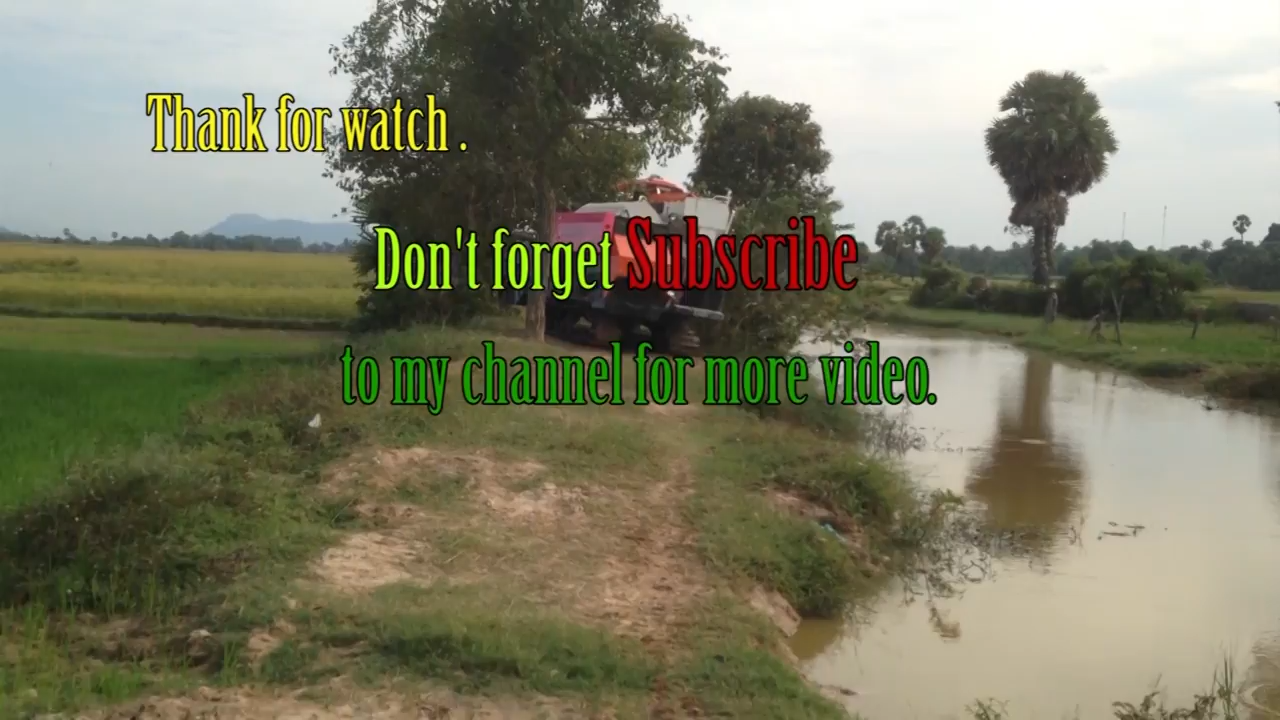 Thank for watch .
Don't forget Subscribe
to my channel for more video.